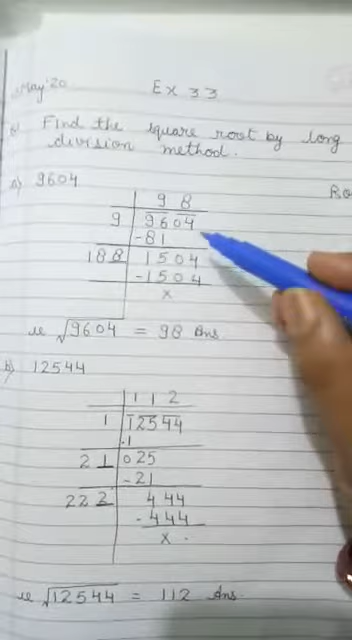 May'20 Ex 33
Find the square root by long
division method.
a) 9604
9 8
9 9604
-81
188 1504
-1504
x
ie √9604 = 98 Ans
b) 12544
1 1 2
1 12544
-1
21 025
-21
222 444
-444
x
ie √12544 = 112 Ans